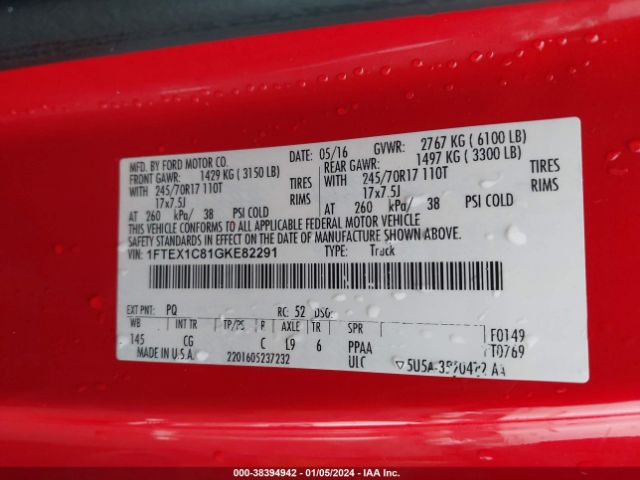 MFD. BY FORD MOTOR CO.
DATE: 05/16
GVWR: 2767 KG ( 6100 LB)
FRONT GAWR: 1429 KG ( 3150 LB)
REAR GAWR: 1497 KG ( 3300 LB)
WITH 245/70R17 110T TIRES
WITH 245/70R17 110T TIRES
17x7.5J RIMS
17x7.5J RIMS
AT 260 kPa/ 38 PSI COLD
AT 260 kPa/ 38 PSI COLD
THIS VEHICLE CONFORMS TO ALL APPLICABLE FEDERAL MOTOR VEHICLE
SAFETY STANDARDS IN EFFECT ON THE DATE OF MANUFACTURE SHOWN ABOVE.
VIN: 1FTEX1C81GKE82291
TYPE: Truck
EXT PNT: PQ RC: 52 DSO:
WB INT TR TP/PS R AXLE TR SPR
145 CG C L9 6 PPAA
F0149
T0769
MADE IN U.S.A. 2201605237232 ULC
000-38394942 - 01/05/2024 - IAA Inc.